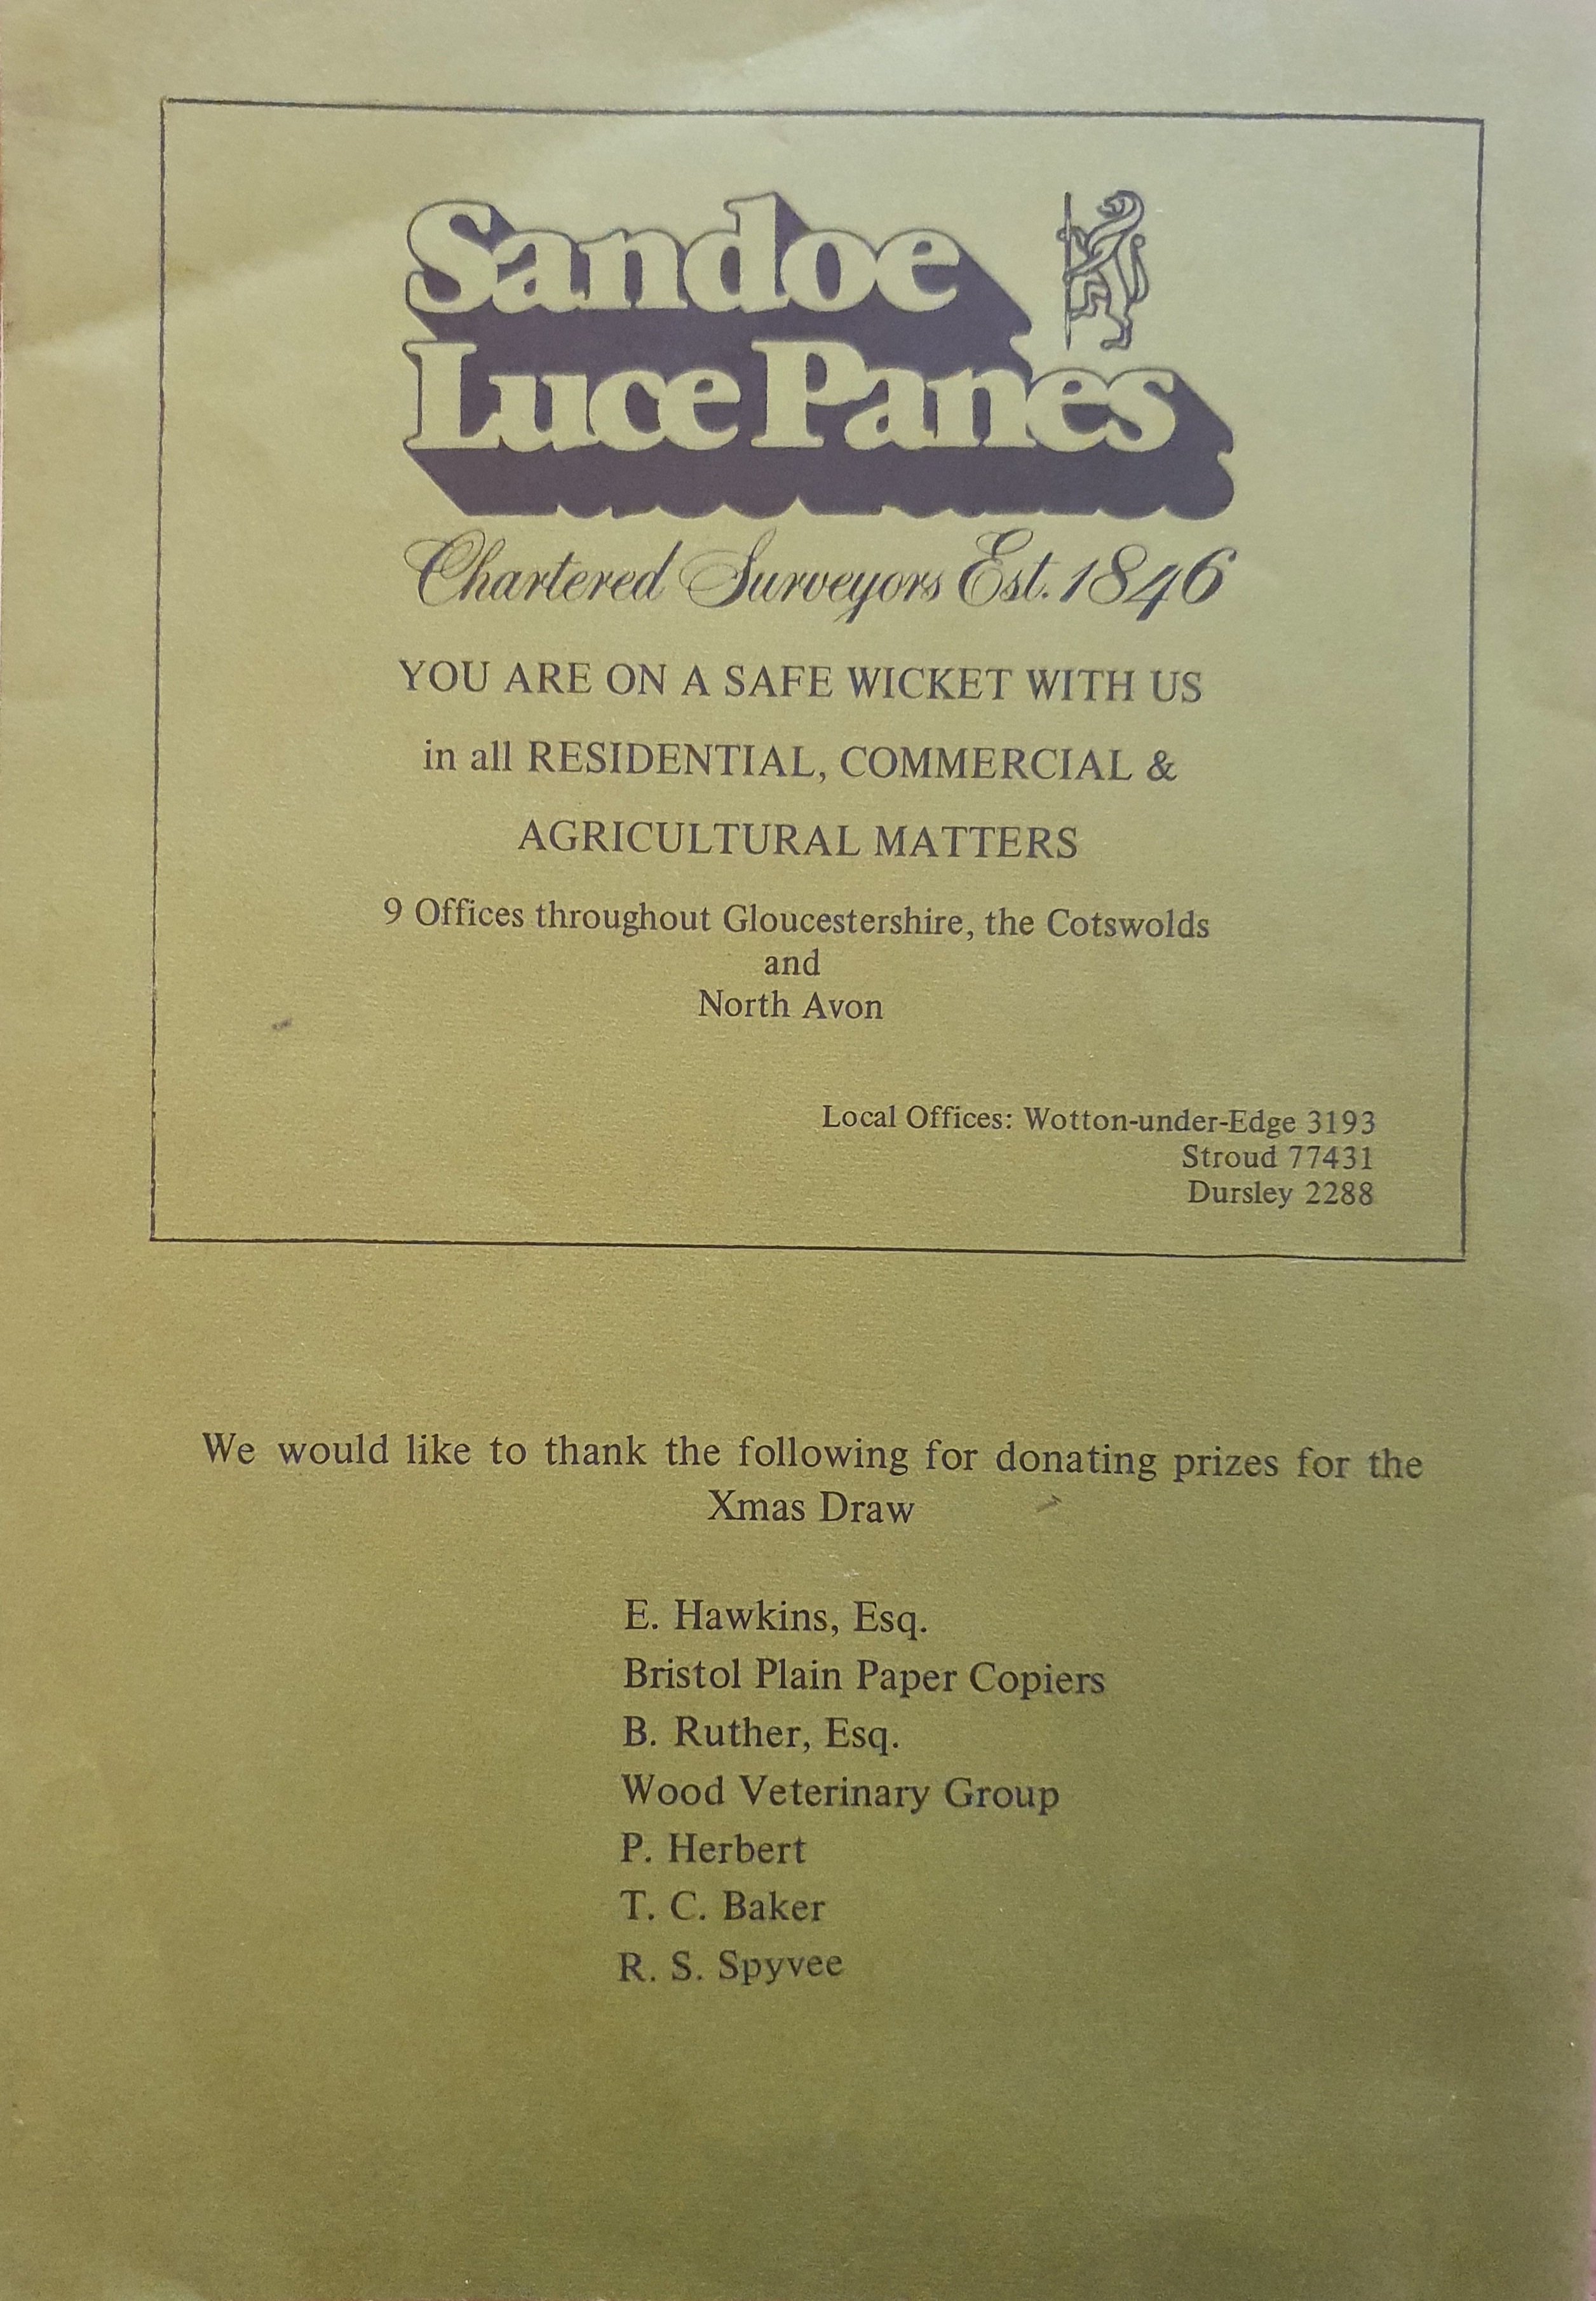 Sandoe
Luce Panes
Chartered Surveyors Est. 1846
YOU ARE ON A SAFE WICKET WITH US
in all RESIDENTIAL, COMMERCIAL &
AGRICULTURAL MATTERS
9 Offices throughout Gloucestershire, the Cotswolds
and
North Avon
Local Offices: Wotton-under-Edge 3193
Stroud 77431
Dursley 2288
We would like to thank the following for donating prizes for the
Xmas Draw
E. Hawkins, Esq.
Bristol Plain Paper Copiers
B. Ruther, Esq.
Wood Veterinary Group
P. Herbert
T. C. Baker
R. S. Spyvee